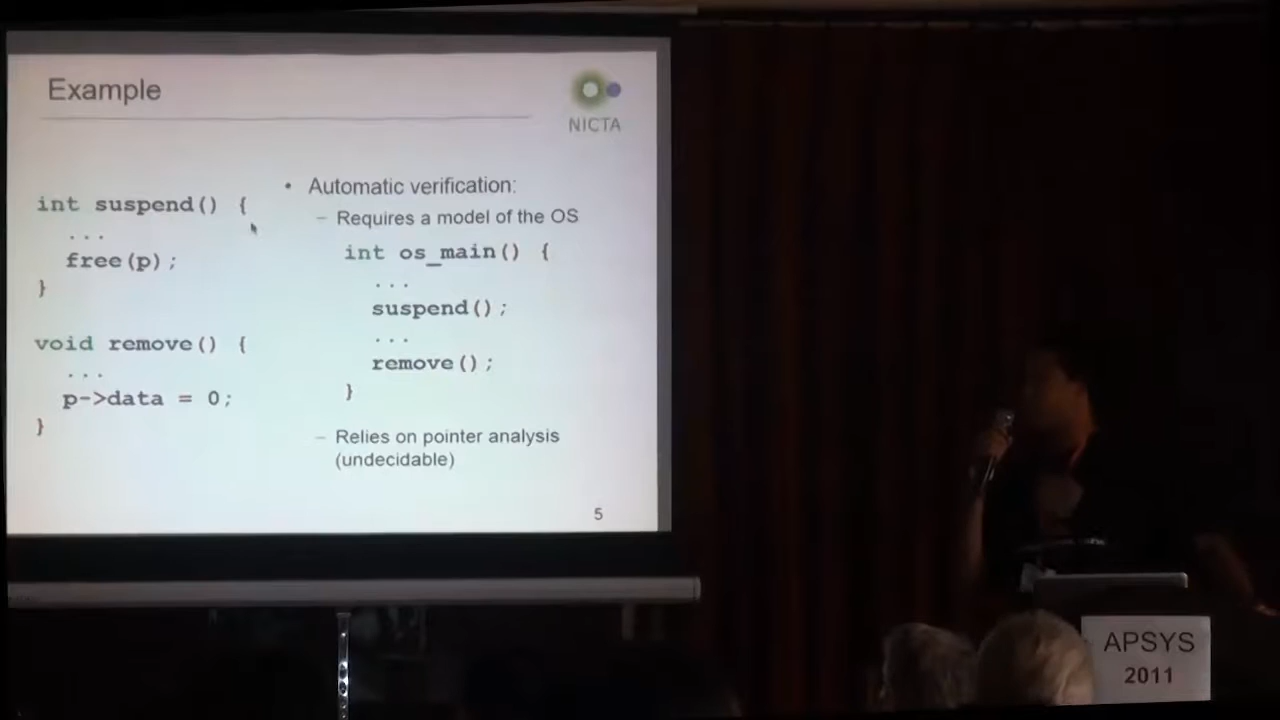 Example
NICTA
int suspend() {
...
free(p);
}
void remove() {
...
p->data = 0;
}
• Automatic verification:
– Requires a model of the OS
int os_main() {
...
suspend();
...
remove();
}
– Relies on pointer analysis
(undecidable)
5
APSYS
2011